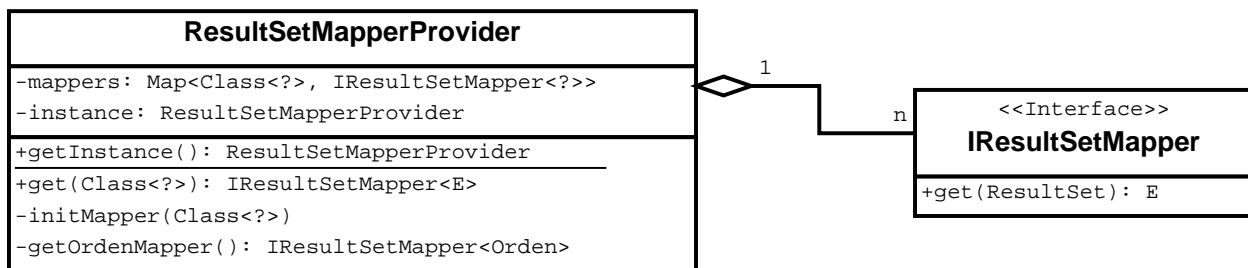 ResultSetMapperProvider
-mappers: Map<Class<?>, IResultSetMapper<?>>
-instance: ResultSetMapperProvider
+getInstance(): ResultSetMapperProvider
+get(Class<?>): IResultSetMapper<E>
-initMapper(Class<?>)
-getOrdenMapper(): IResultSetMapper<Orden>
1
n
<<Interface>>
IResultSetMapper
+get(ResultSet): E